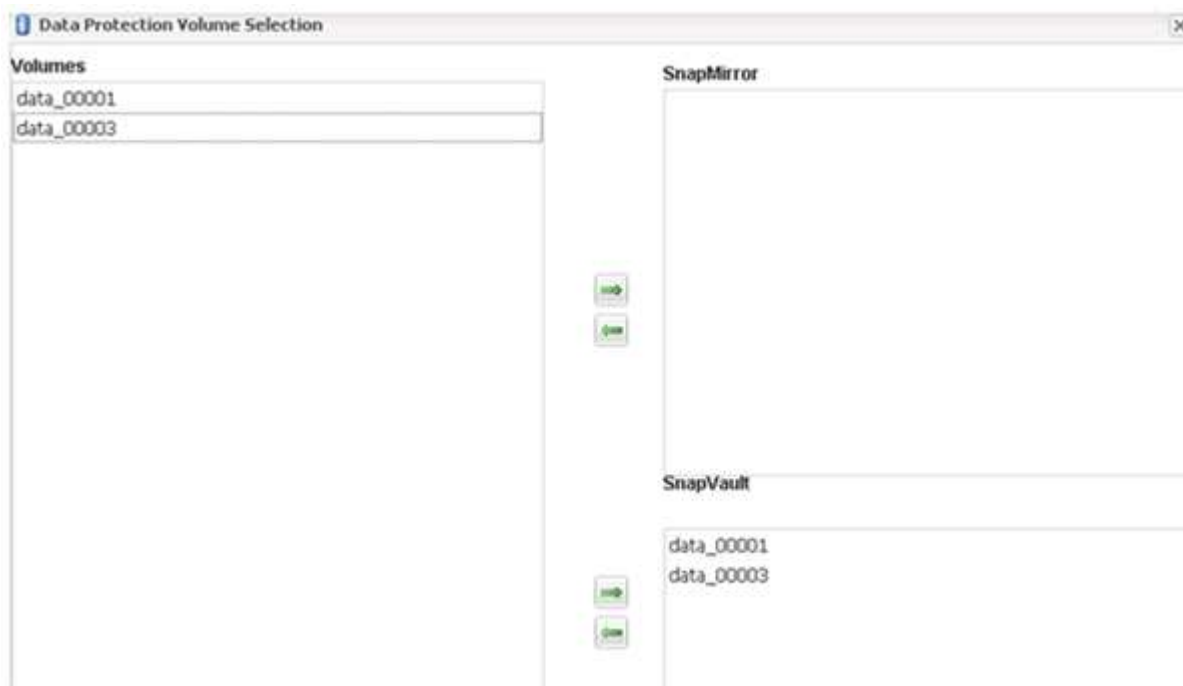 Data Protection Volume Selection
Volumes
data_00001
data_00003
SnapMirror
SnapVault
data_00001
data_00003